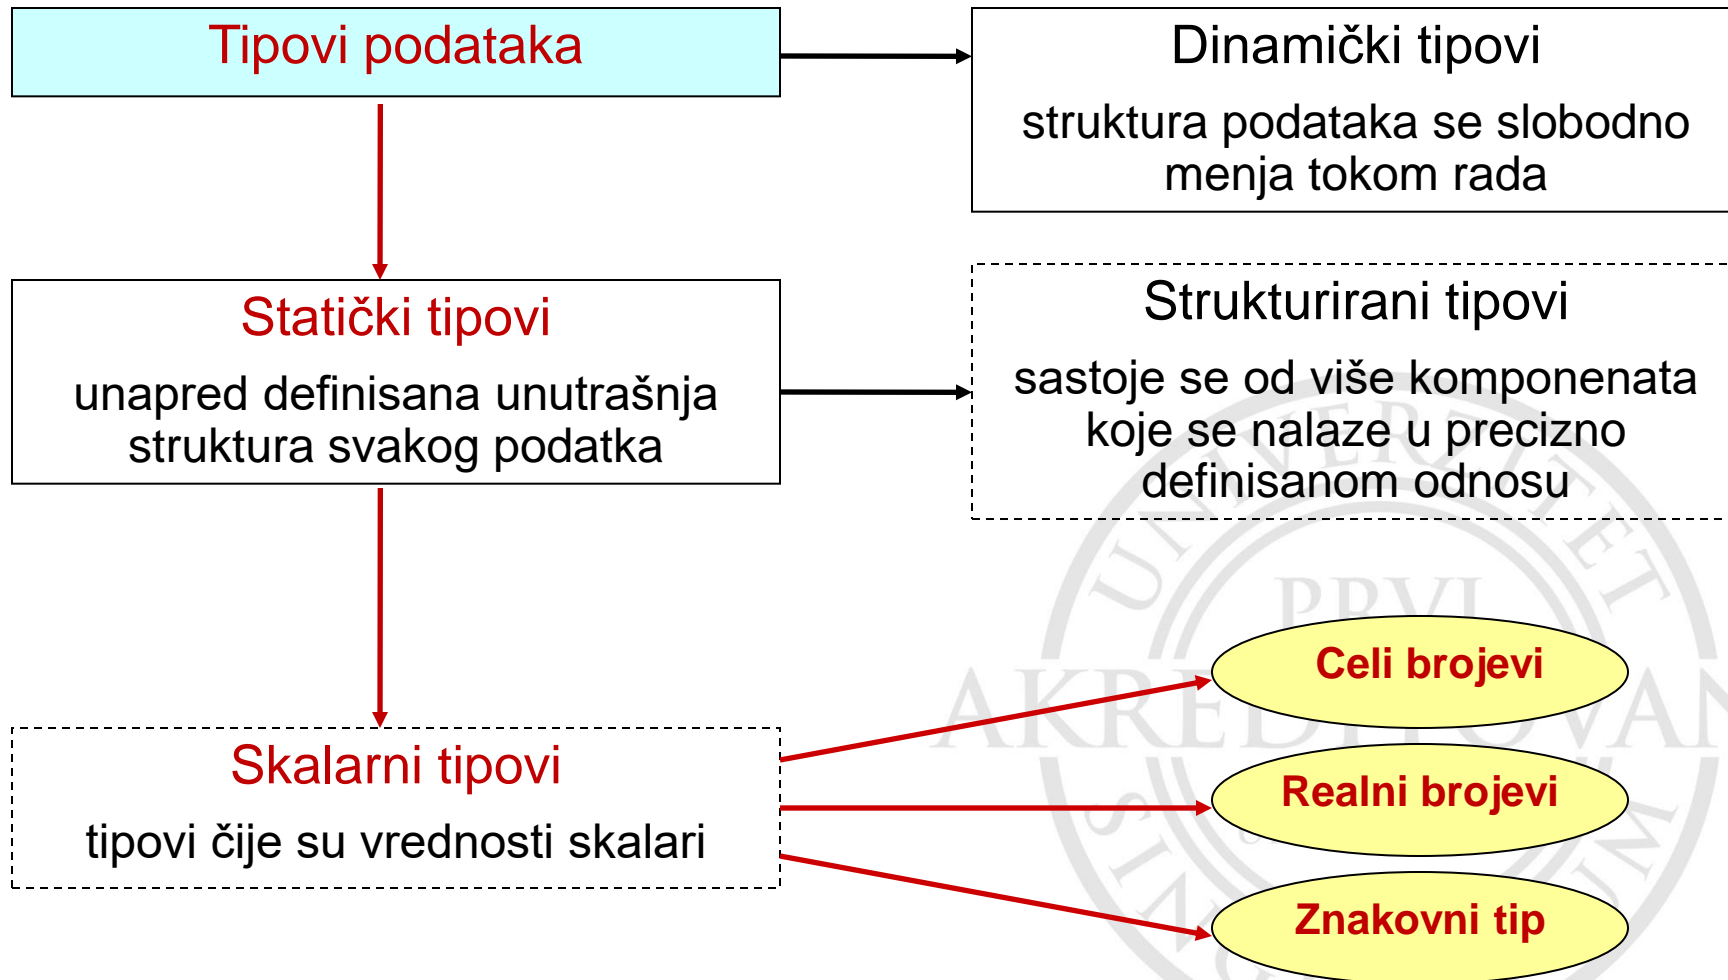 Tipovi podataka
Dinamički tipovi
struktura podataka se slobodno
menja tokom rada
Statički tipovi
unapred definisana unutrašnja
struktura svakog podatka
Strukturirani tipovi
sastoje se od više komponenata
koje se nalaze u precizno
definisanom odnosu
Skalarni tipovi
tipovi čije su vrednosti skalari
Celi brojevi
Realni brojevi
Znakovni tip
UNIVERZITET
PRVI